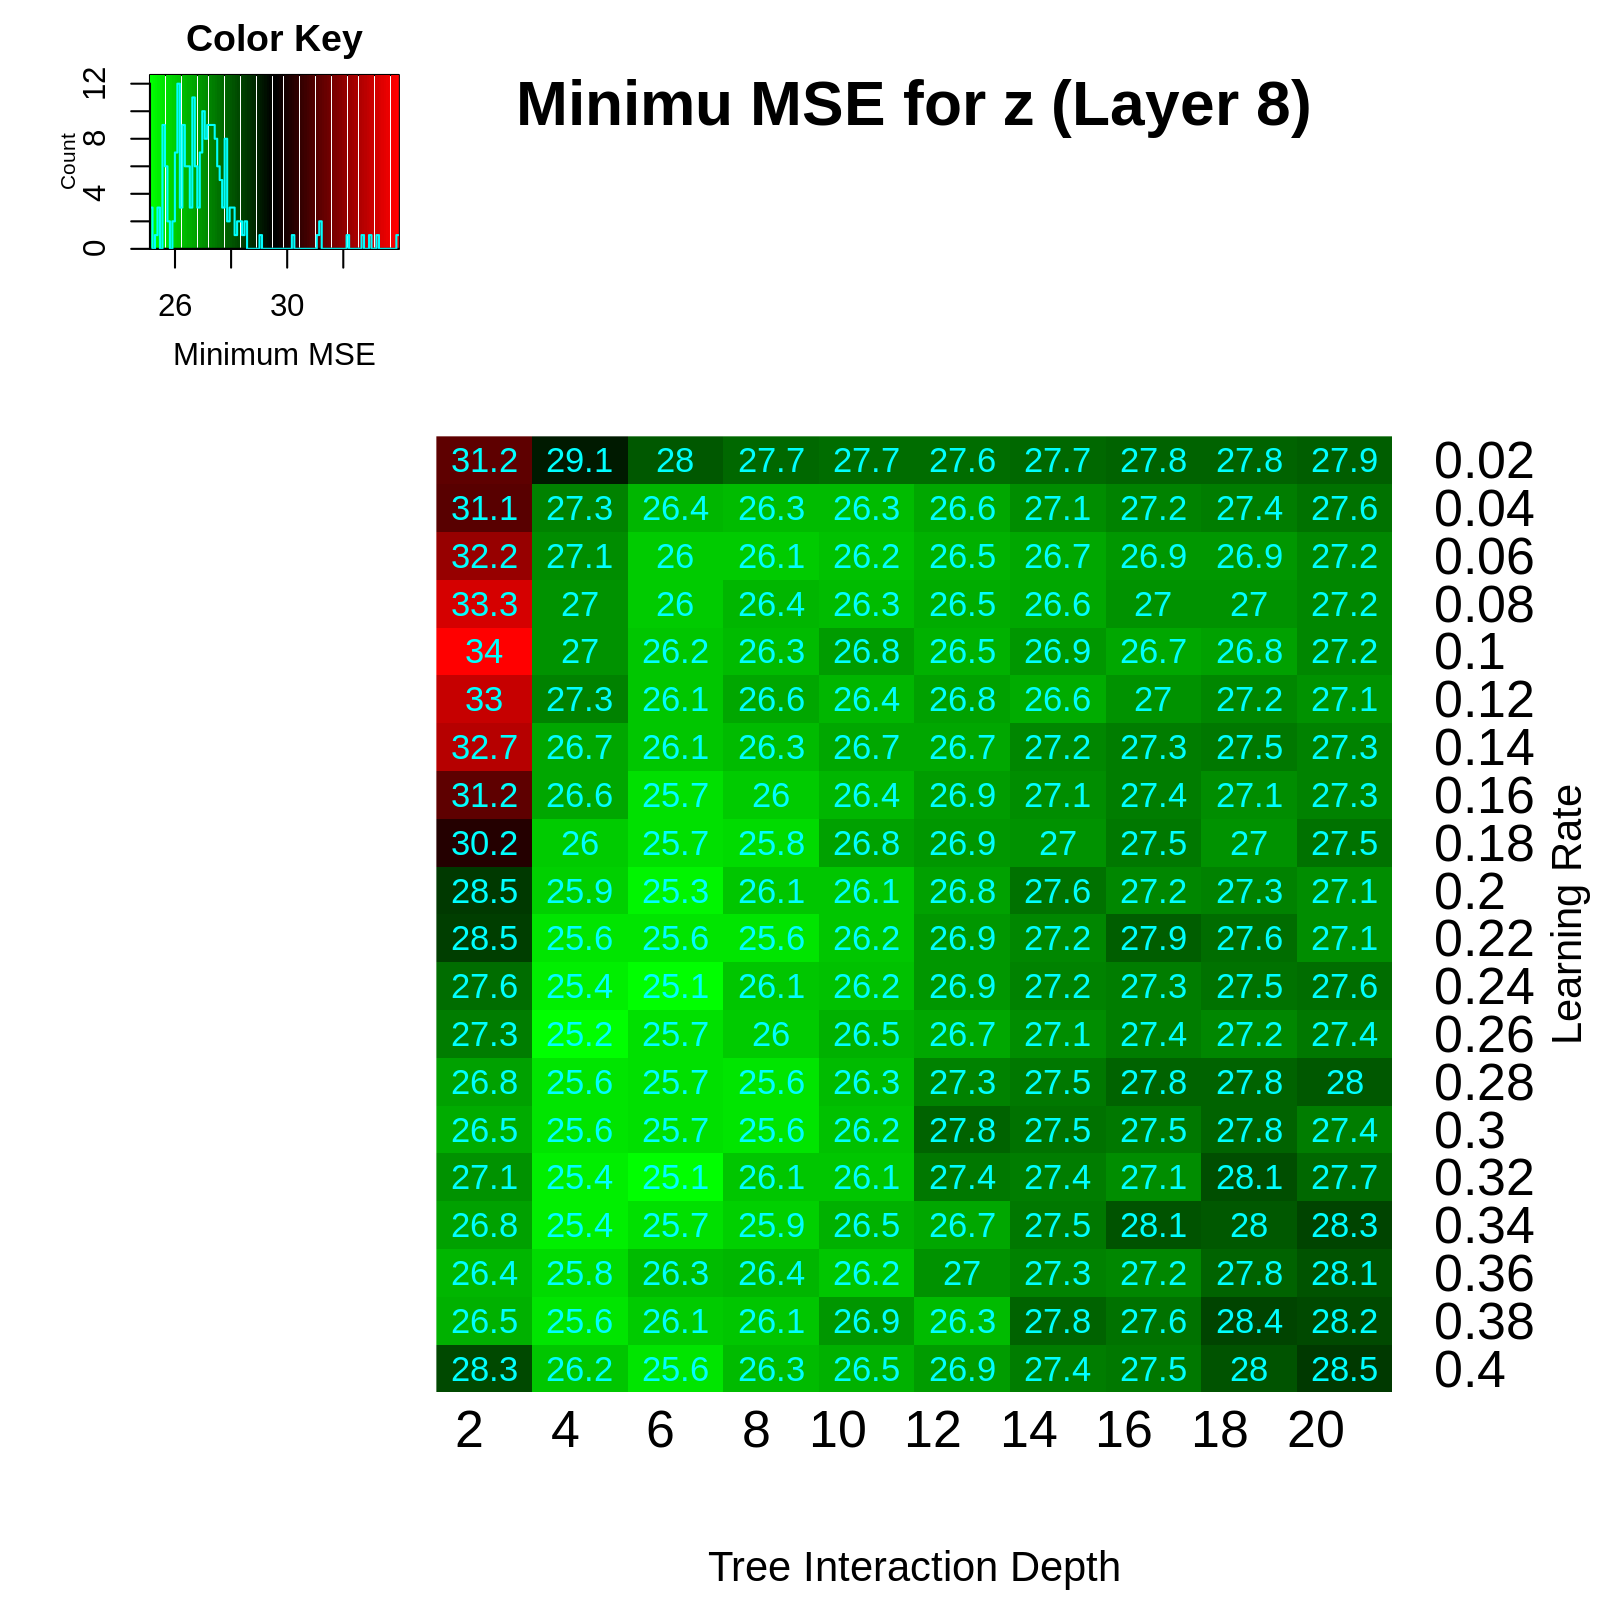 Color Key
Minimu MSE for z (Layer 8)
Count
0 4 8 12
26 30
Minimum MSE
31.2 29.1 28 27.7 27.7 27.6 27.7 27.8 27.8 27.9 0.02
31.1 27.3 26.4 26.3 26.3 26.6 27.1 27.2 27.4 27.6 0.04
32.2 27.1 26 26.1 26.2 26.5 26.7 26.9 26.9 27.2 0.06
33.3 27 26 26.4 26.3 26.5 26.6 27 27 27.2 0.08
34 27 26.2 26.3 26.8 26.5 26.9 26.7 26.8 27.2 0.1
33 27.3 26.1 26.6 26.4 26.8 26.6 27 27.2 27.1 0.12
32.7 26.7 26.1 26.3 26.7 26.7 27.2 27.3 27.5 27.3 0.14
31.2 26.6 25.7 26 26.4 26.9 27.1 27.4 27.1 27.3 0.16
30.2 26 25.7 25.8 26.8 26.9 27 27.5 27 27.5 0.18
28.5 25.9 25.3 26.1 26.1 26.8 27.6 27.2 27.3 27.1 0.2
28.5 25.6 25.6 25.6 26.2 26.9 27.2 27.9 27.6 27.1 0.22
27.6 25.4 25.1 26.1 26.2 26.9 27.2 27.3 27.5 27.6 0.24
27.3 25.2 25.7 26 26.5 26.7 27.1 27.4 27.2 27.4 0.26
26.8 25.6 25.7 25.6 26.3 27.3 27.5 27.8 27.8 28 0.28
26.5 25.6 25.7 25.6 26.2 27.8 27.5 27.5 27.8 27.4 0.3
27.1 25.4 25.1 26.1 26.1 27.4 27.4 27.1 28.1 27.7 0.32
26.8 25.4 25.7 25.9 26.5 26.7 27.5 28.1 28 28.3 0.34
26.4 25.8 26.3 26.4 26.2 27 27.3 27.2 27.8 28.1 0.36
26.5 25.6 26.1 26.1 26.9 26.3 27.8 27.6 28.4 28.2 0.38
28.3 26.2 25.6 26.3 26.5 26.9 27.4 27.5 28 28.5 0.4
Learning Rate
2 4 6 8 10 12 14 16 18 20
Tree Interaction Depth